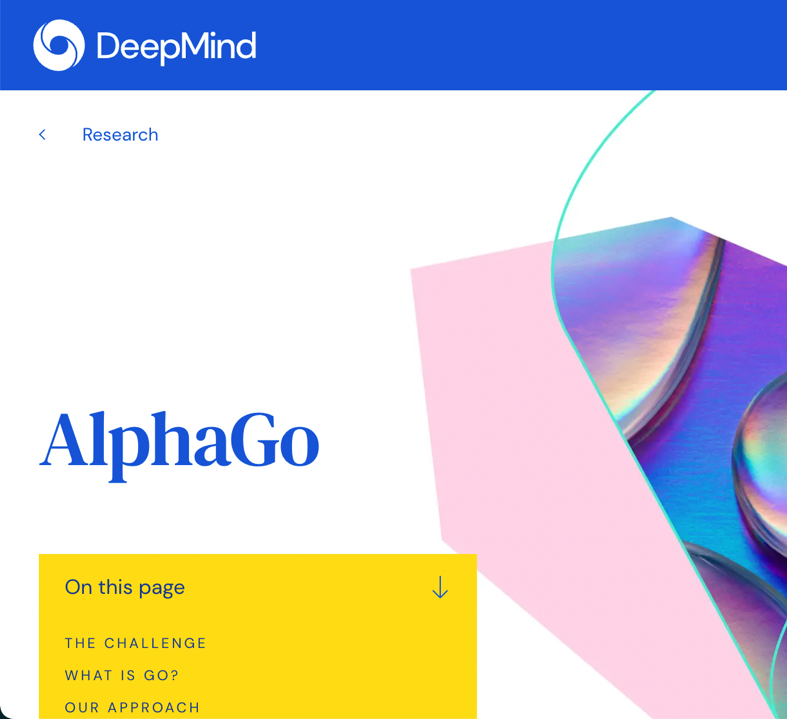 DeepMind
Research
AlphaGo
On this page
THE CHALLENGE
WHAT IS GO?
OUR APPROACH